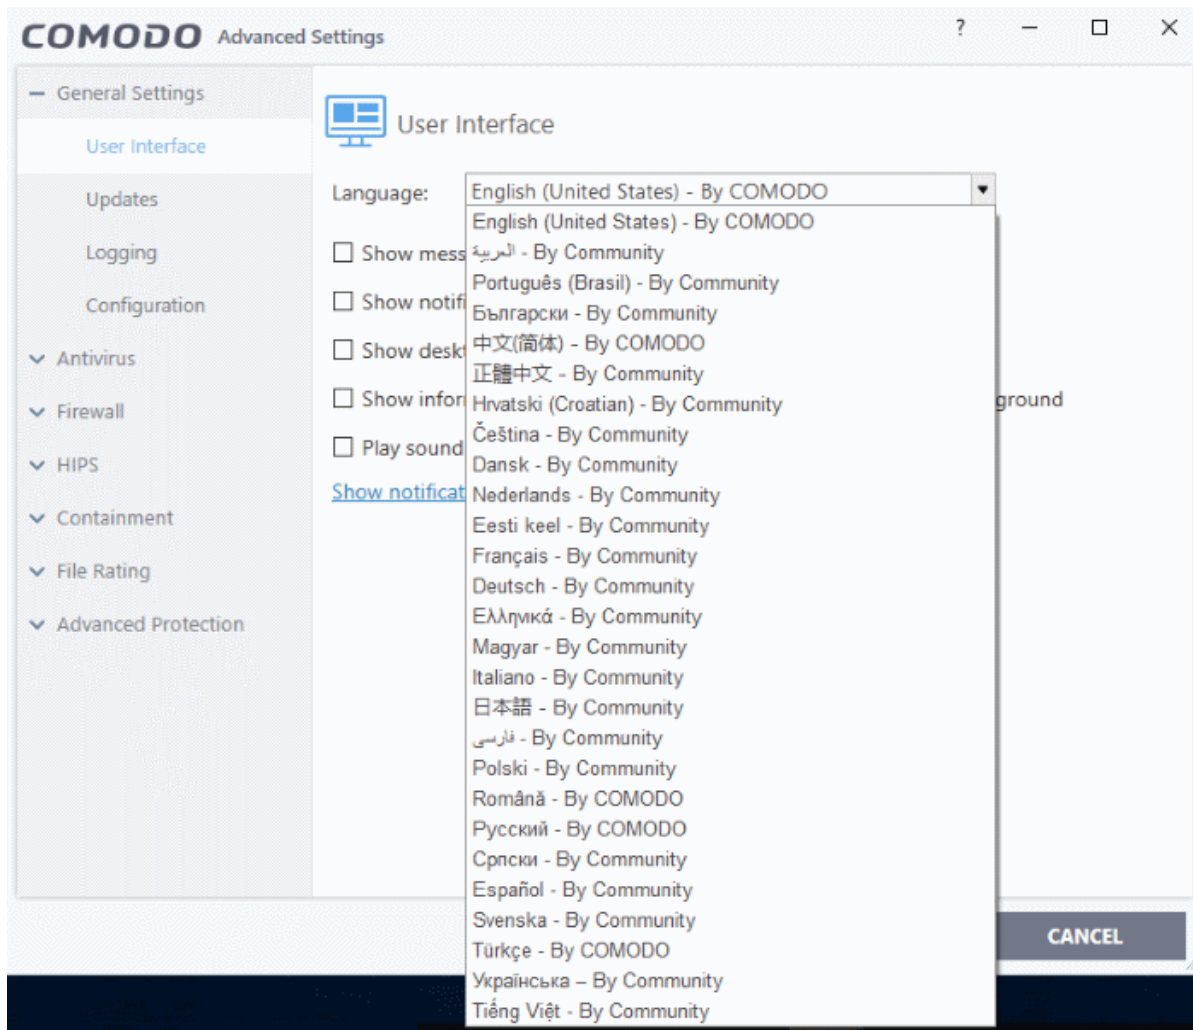 COMODO Advanced Settings
?
General Settings
User Interface
Updates
Logging
Configuration
Antivirus
Firewall
HIPS
Containment
File Rating
Advanced Protection
User Interface
Language: English (United States) - By COMODO
English (United States) - By COMODO
العربية - By Community
Português (Brasil) - By Community
Български - By Community
中文(简体) - By COMODO
正體中文 - By Community
Hrvatski (Croatian) - By Community
Čeština - By Community
Dansk - By Community
Nederlands - By Community
Eesti keel - By Community
Français - By Community
Deutsch - By Community
Ελληνικά - By Community
Magyar - By Community
Italiano - By Community
日本語 - By Community
فارسی - By Community
Polski - By Community
Română - By COMODO
Русский - By COMODO
Српски - By Community
Español - By Community
Svenska - By Community
Türkçe - By COMODO
Українська – By Community
Tiếng Việt - By Community
Show mess
Show notifi
Show deskt
Show infor
ground
Play sound
Show notificat
CANCEL